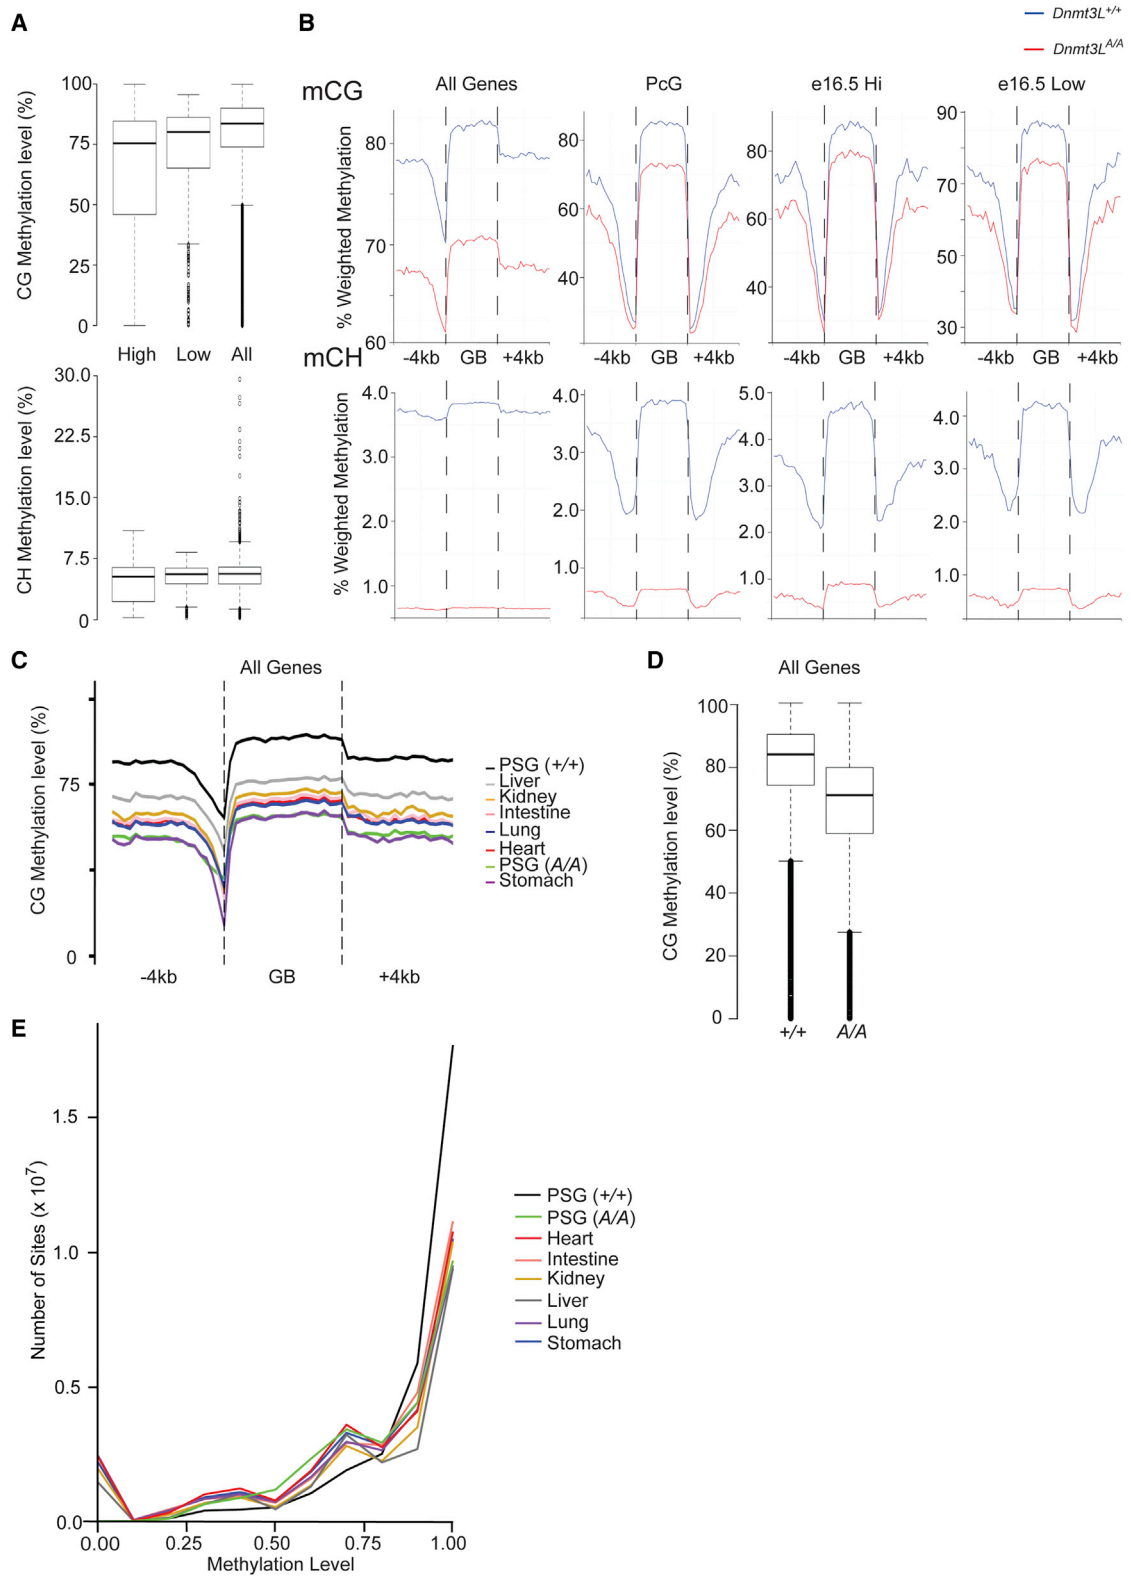 A
B
Dnmt3L+/+
Dnmt3LA/A
mCG
All Genes
PcG
e16.5 Hi
e16.5 Low
CG Methylation level (%)
100
75
50
25
0
High
Low
All
% Weighted Methylation
80
70
60
80
60
40
80
60
40
90
70
50
30
-4kb
GB
+4kb
-4kb
GB
+4kb
-4kb
GB
+4kb
-4kb
GB
+4kb
mCH
CH Methylation level (%)
30.0
22.5
15.0
7.5
0
% Weighted Methylation
4.0
3.0
2.0
1.0
4.0
3.0
2.0
1.0
5.0
4.0
3.0
2.0
1.0
4.0
3.0
2.0
1.0
C
All Genes
CG Methylation level (%)
75
0
-4kb
GB
+4kb
PSG (+/+)
Liver
Kidney
Intestine
Lung
Heart
PSG (A/A)
Stomach
D
All Genes
CG Methylation level (%)
100
80
60
40
20
0
+/+
A/A
E
Number of Sites (x 10⁷)
1.5
1.0
0.5
0.0
0.00
0.25
0.50
0.75
1.00
Methylation Level
PSG (+/+)
PSG (A/A)
Heart
Intestine
Kidney
Liver
Lung
Stomach